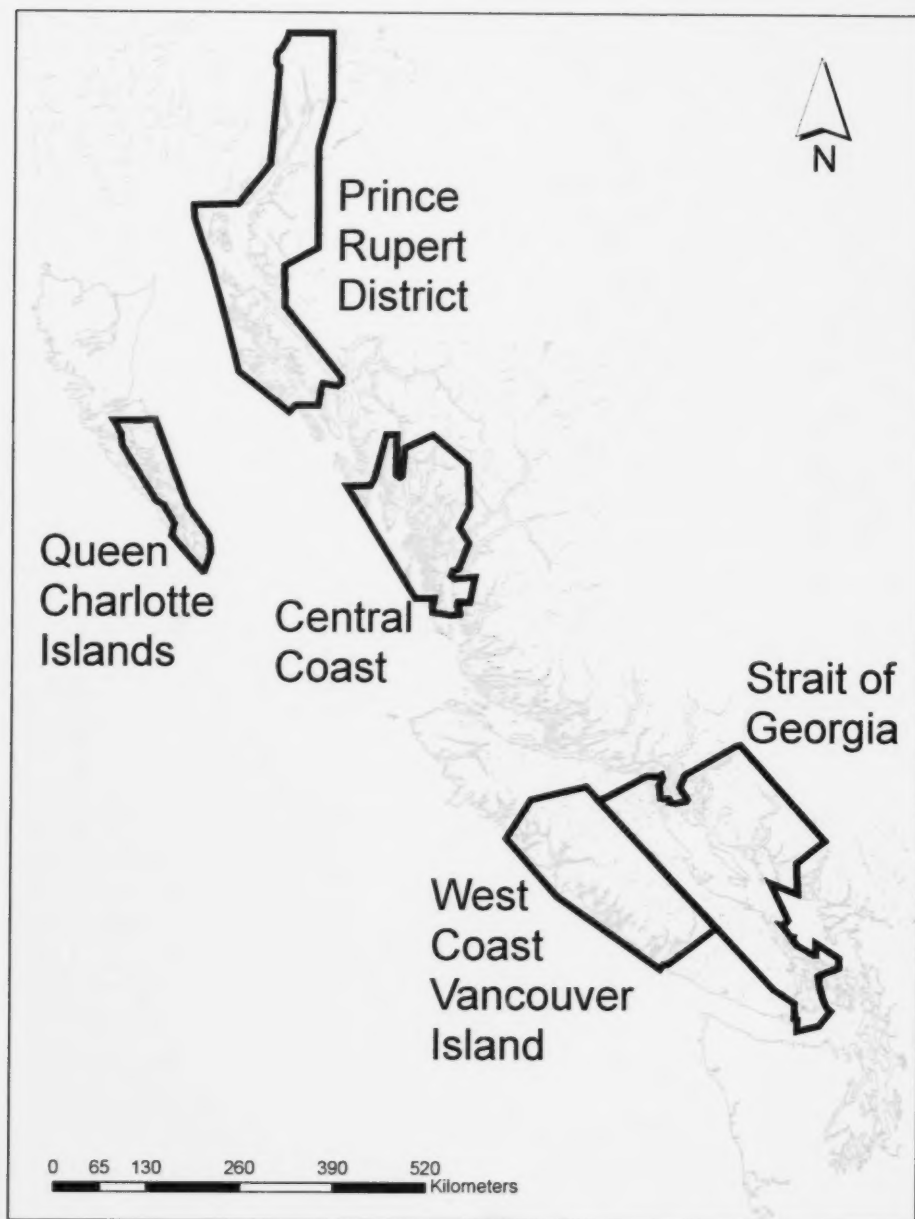 N
Prince
Rupert
District
Queen
Charlotte
Islands
Central
Coast
Strait of
Georgia
West
Coast
Vancouver
Island
0 65 130 260 390 520
Kilometers